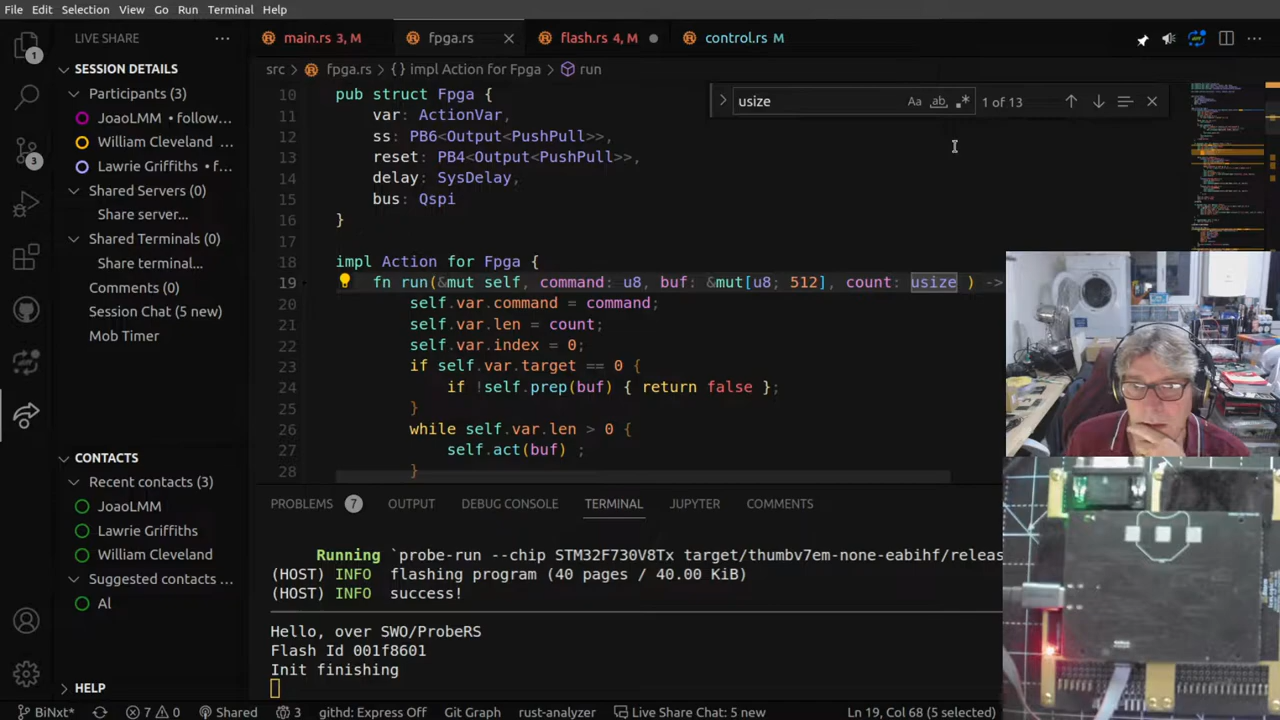 File Edit Selection View Go Run Terminal Help
LIVE SHARE
main.rs 3, M
fpga.rs
flash.rs 4, M
control.rs M
SESSION DETAILS
src > fpga.rs > {} impl Action for Fpga > run
Participants (3)
JoaoLMM • follow...
William Cleveland ...
Lawrie Griffiths • f...
Shared Servers (0)
Share server...
Shared Terminals (0)
Share terminal...
Comments (0)
Session Chat (5 new)
Mob Timer
CONTACTS
Recent contacts (3)
JoaoLMM
Lawrie Griffiths
William Cleveland
Suggested contacts ...
Al
HELP
1
3
usize
Aa ab .*
1 of 13
10 pub struct Fpga {
11 var: ActionVar,
12 ss: PB6<Output<PushPull>>,
13 reset: PB4<Output<PushPull>>,
14 delay: SysDelay,
15 bus: Qspi
16 }
17
18 impl Action for Fpga {
19 fn run(&mut self, command: u8, buf: &mut[u8; 512], count: usize ) ->
20 self.var.command = command;
21 self.var.len = count;
22 self.var.index = 0;
23 if self.var.target == 0 {
24 if !self.prep(buf) { return false };
25 }
26 while self.var.len > 0 {
27 self.act(buf) ;
28 }
PROBLEMS 7 OUTPUT DEBUG CONSOLE TERMINAL JUPYTER COMMENTS
Running `probe-run --chip STM32F730V8Tx target/thumbv7em-none-eabihf/releas
(HOST) INFO flashing program (40 pages / 40.00 KiB)
(HOST) INFO success!
Hello, over SWO/ProbeRS
Flash Id 001f8601
Init finishing
BiNxt* 7 0 Shared 3 githd: Express Off Git Graph rust-analyzer Live Share Chat: 5 new Ln 19, Col 68 (5 selected)